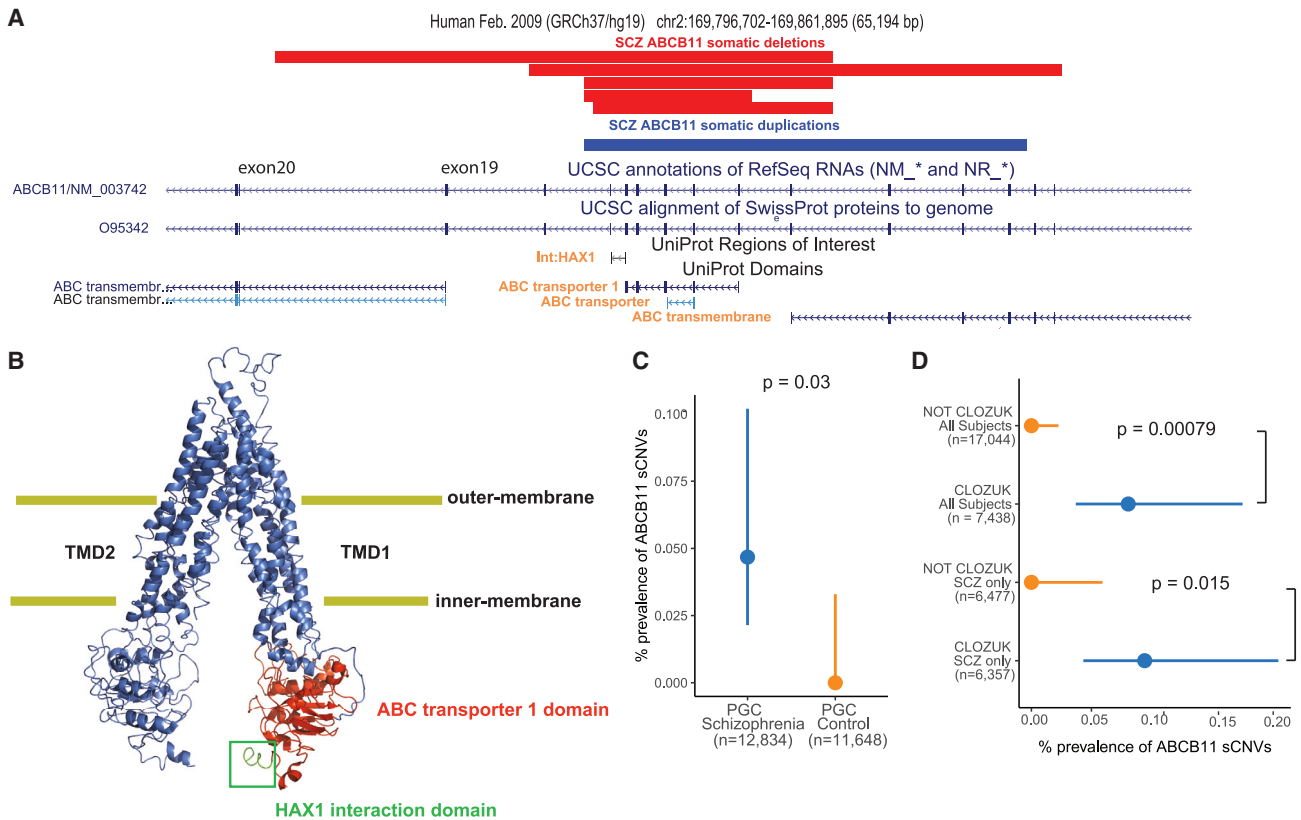 A
Human Feb. 2009 (GRCh37/hg19) chr2:169,796,702-169,861,895 (65,194 bp)
SCZ ABCB11 somatic deletions
SCZ ABCB11 somatic duplications
exon20
exon19
UCSC annotations of RefSeq RNAs (NM_* and NR_*)
ABCB11/NM_003742
UCSC alignment of SwissProt proteins to genome
e
O95342
UniProt Regions of Interest
Int:HAX1
UniProt Domains
ABC transmembr...
ABC transporter 1
ABC transmembr...
ABC transporter
ABC transmembrane
B
outer-membrane
TMD2
TMD1
inner-membrane
ABC transporter 1 domain
HAX1 interaction domain
C
p = 0.03
% prevalence of ABCB11 sCNVs
0.100
0.075
0.050
0.025
0.000
PGC
Schizophrenia
(n=12,834)
PGC
Control
(n=11,648)
D
NOT CLOZUK
All Subjects
(n=17,044)
p = 0.00079
CLOZUK
All Subjects
(n = 7,438)
NOT CLOZUK
SCZ only
(n=6,477)
p = 0.015
CLOZUK
SCZ only
(n=6,357)
0.00
0.05
0.10
0.15
0.20
% prevalence of ABCB11 sCNVs